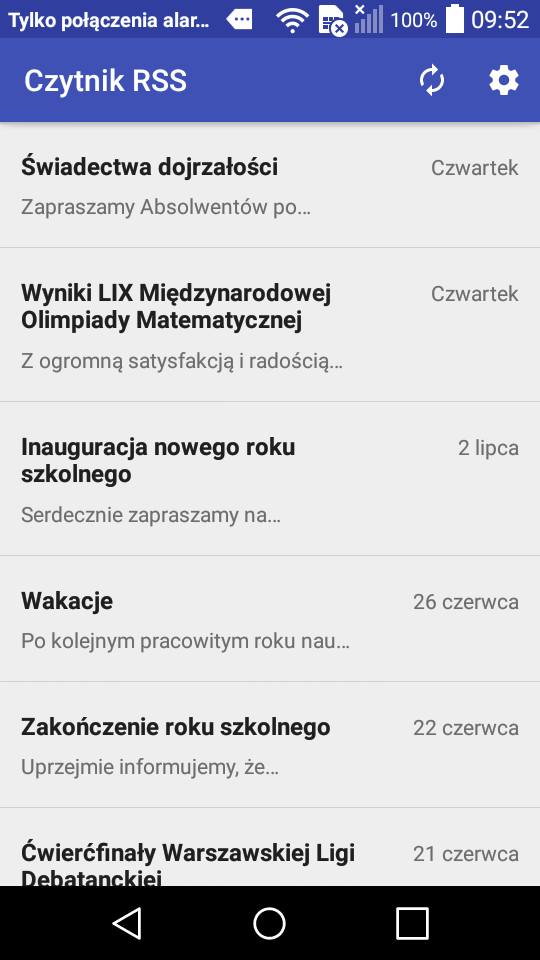 Tylko połączenia alar... 100% 09:52
Czytnik RSS
Świadectwa dojrzałości Czwartek
Zapraszamy Absolwentów po...
Wyniki LIX Międzynarodowej Czwartek
Olimpiady Matematycznej
Z ogromną satysfakcją i radością...
Inauguracja nowego roku 2 lipca
szkolnego
Serdecznie zapraszamy na...
Wakacje 26 czerwca
Po kolejnym pracowitym roku nau...
Zakończenie roku szkolnego 22 czerwca
Uprzejmie informujemy, że...
Ćwierćfinały Warszawskiej Ligi 21 czerwca
Debatanckiej